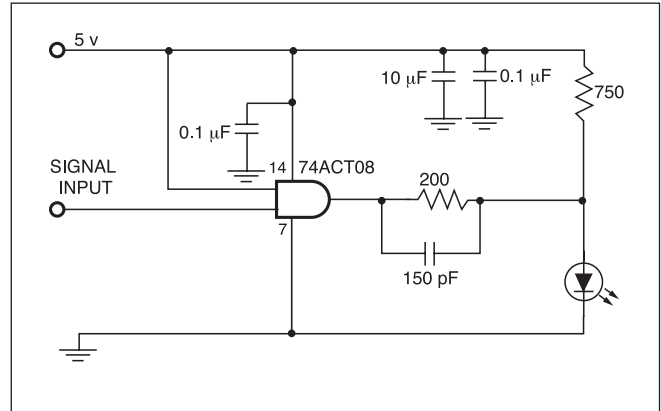 5 v
10 μF
0.1 μF
750
0.1 μF
SIGNAL
INPUT
14
74ACT08
200
7
150 pF